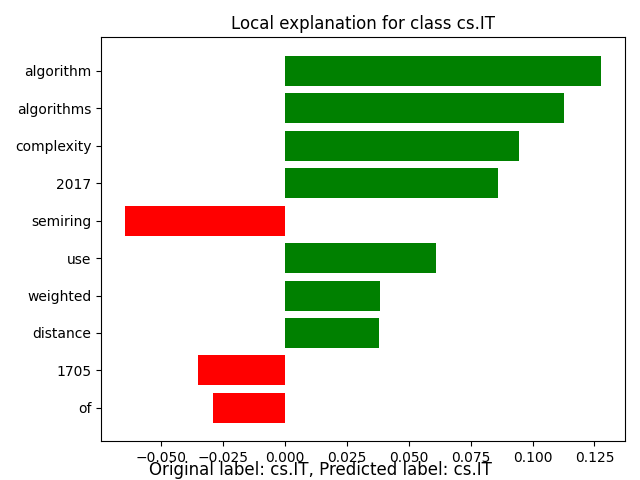 Local explanation for class cs.IT
algorithm
algorithms
complexity
2017
semiring
use
weighted
distance
1705
of
−0.050 −0.025 0.000 0.025 0.050 0.075 0.100 0.125
Original label: cs.IT, Predicted label: cs.IT